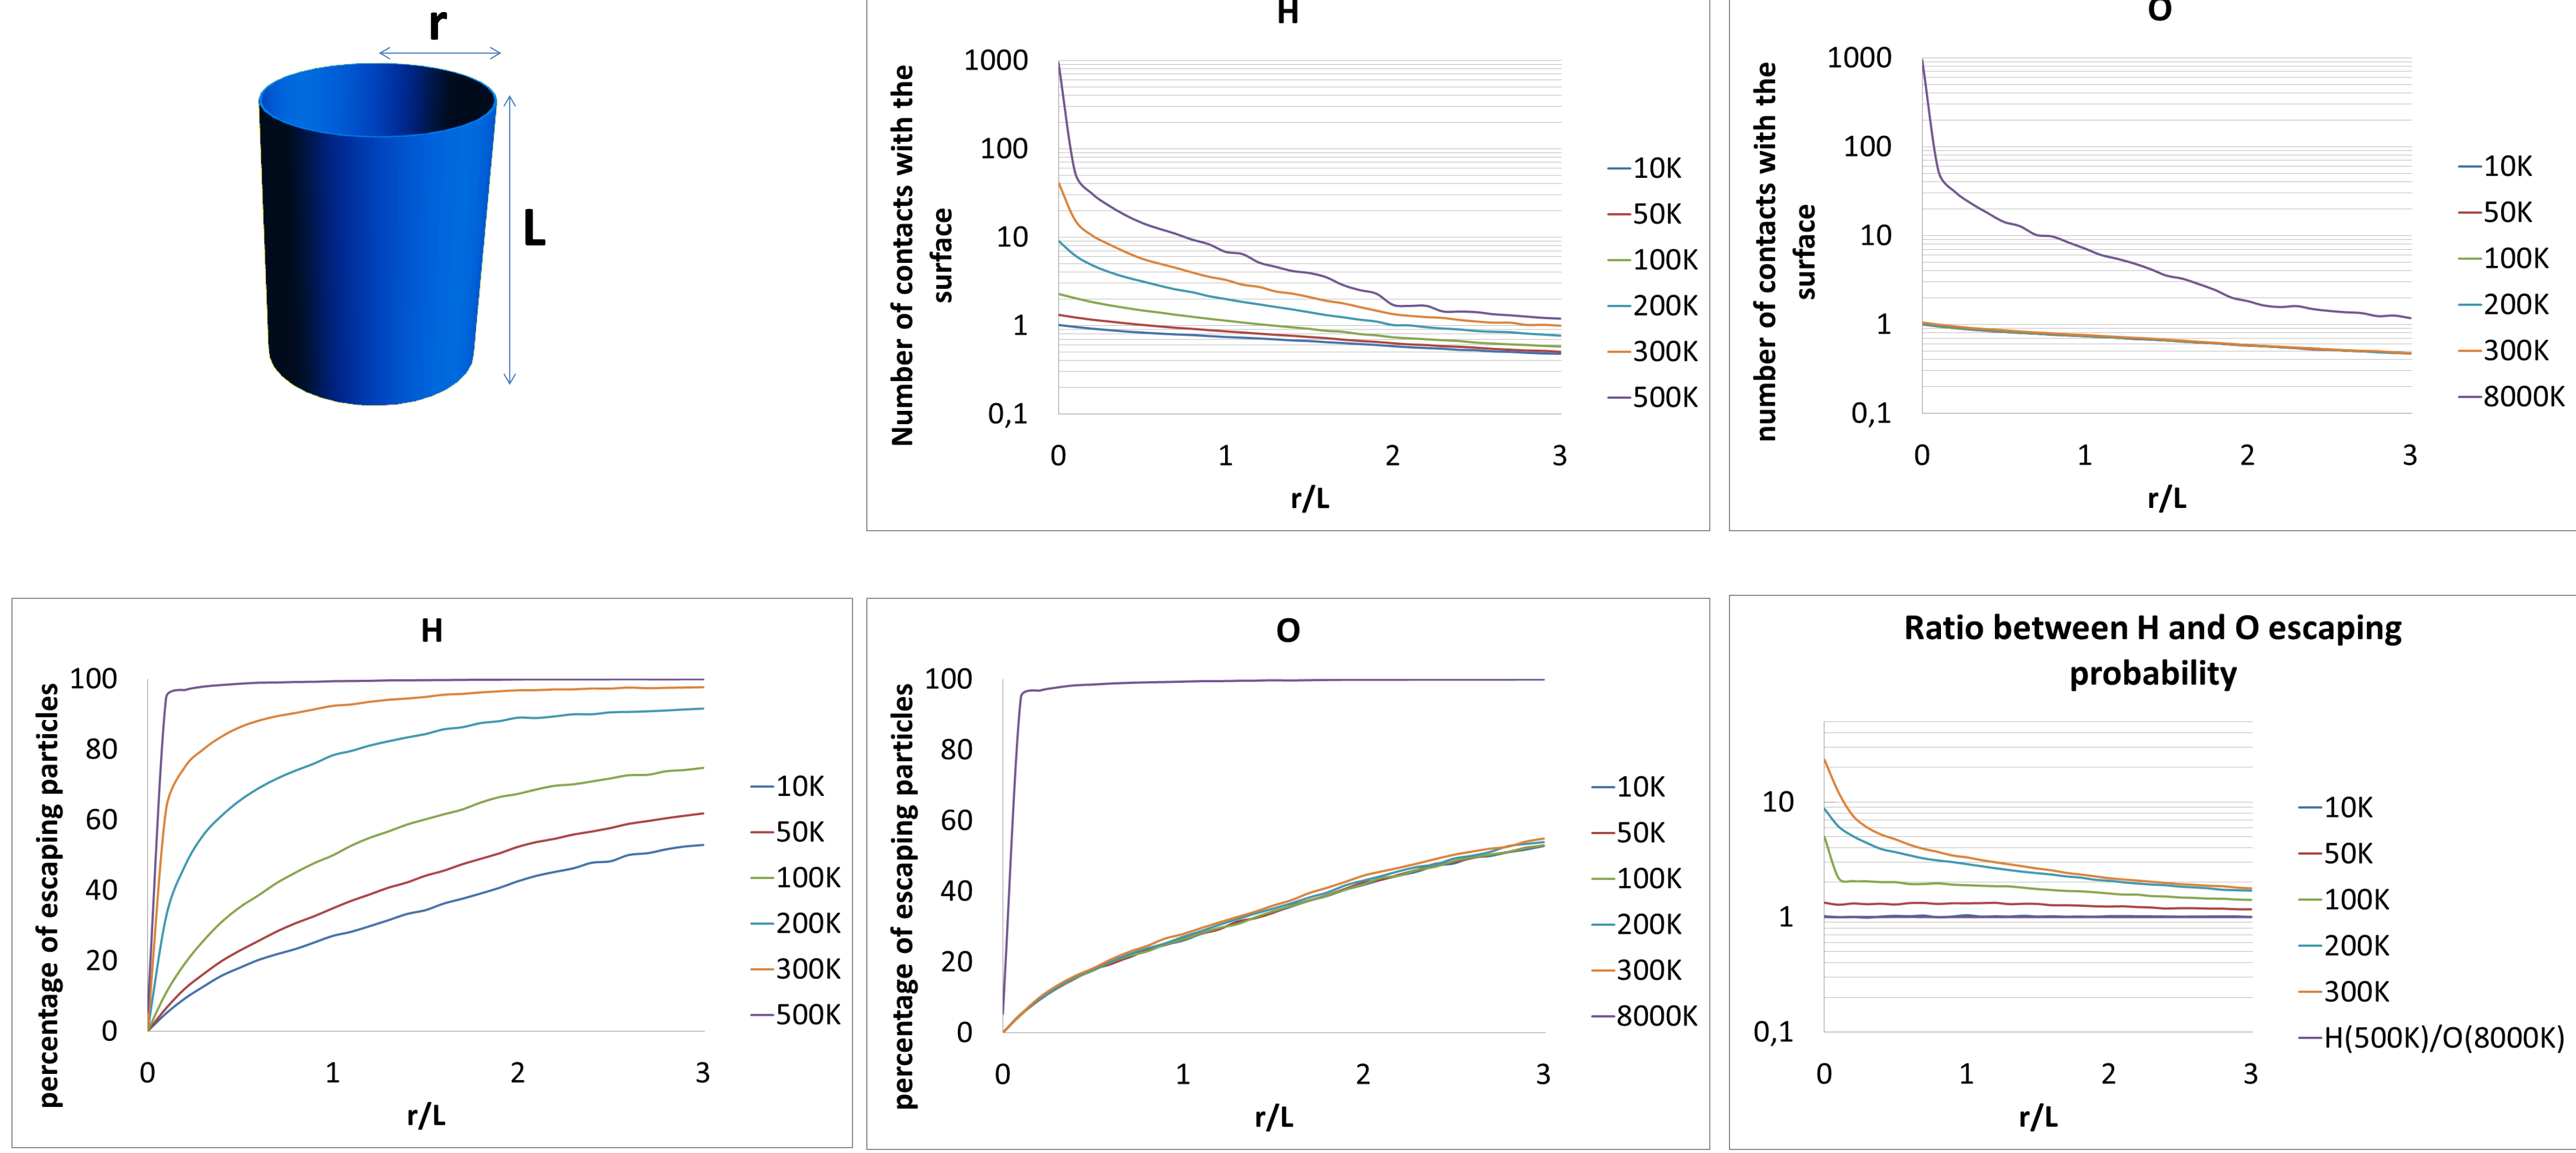 r
L
H
Number of contacts with the
surface
1000
100
10
1
0,1
0
1
2
3
r/L
10K
50K
100K
200K
300K
500K
O
number of contacts with the
surface
1000
100
10
1
0,1
0
1
2
3
r/L
10K
50K
100K
200K
300K
8000K
H
percentage of escaping particles
100
80
60
40
20
0
0
1
2
3
r/L
10K
50K
100K
200K
300K
500K
O
percentage of escaping particles
100
80
60
40
20
0
0
1
2
3
r/L
10K
50K
100K
200K
300K
8000K
Ratio between H and O escaping
probability
10
1
0,1
0
1
2
3
r/L
10K
50K
100K
200K
300K
H(500K)/O(8000K)